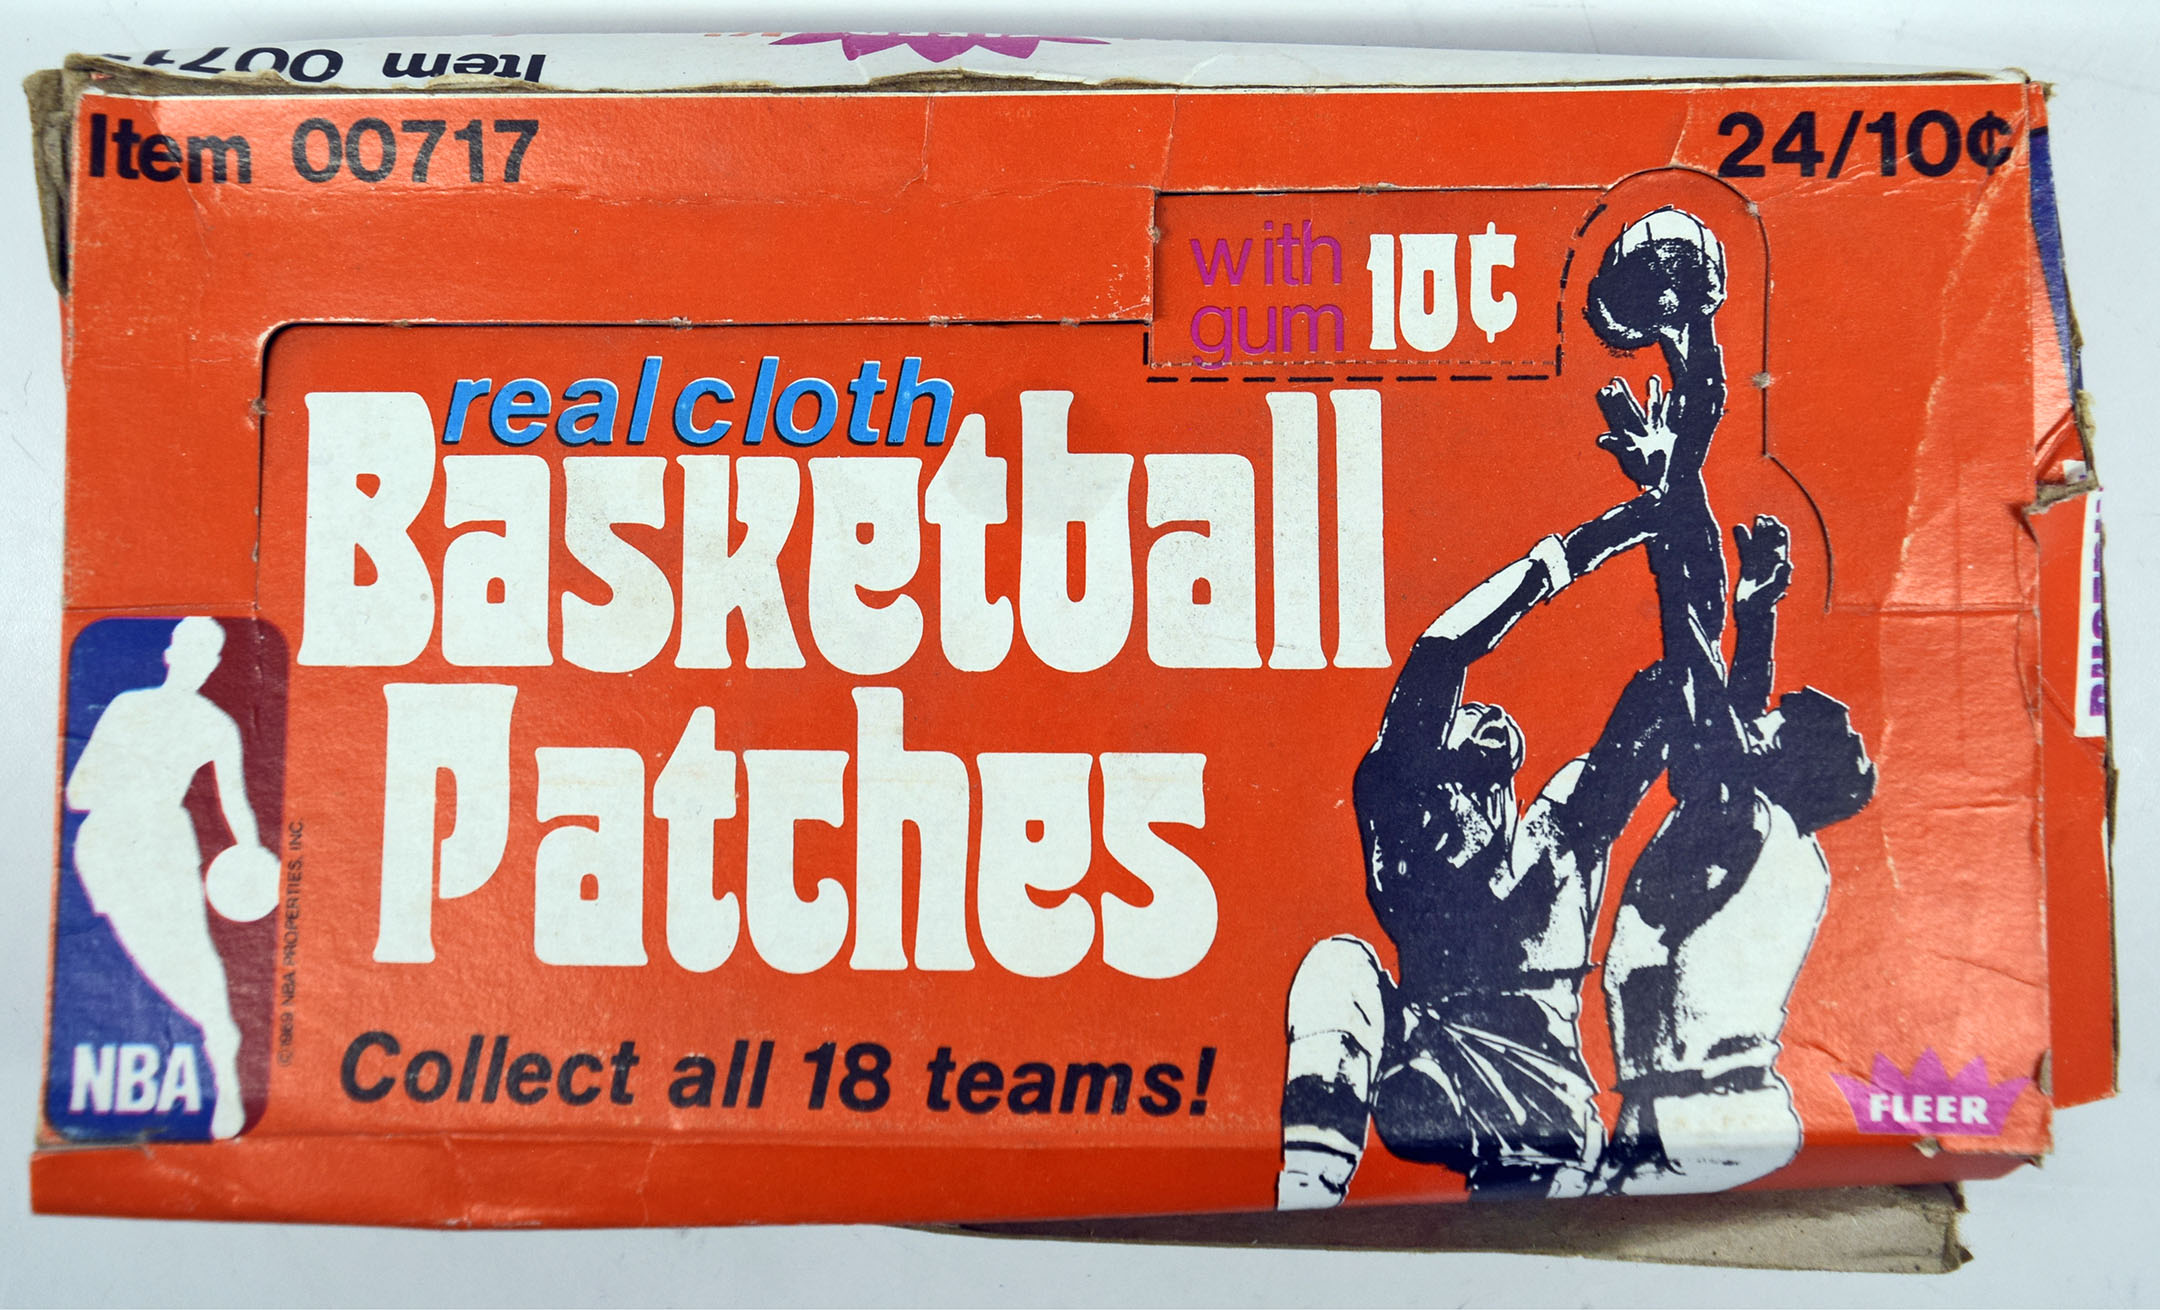 Item 00717
Item 00717
24/10¢
with
gum
10¢
real cloth
Basketball
Patches
Collect all 18 teams!
NBA
©1969 NBA PROPERTIES, INC.
FLEER